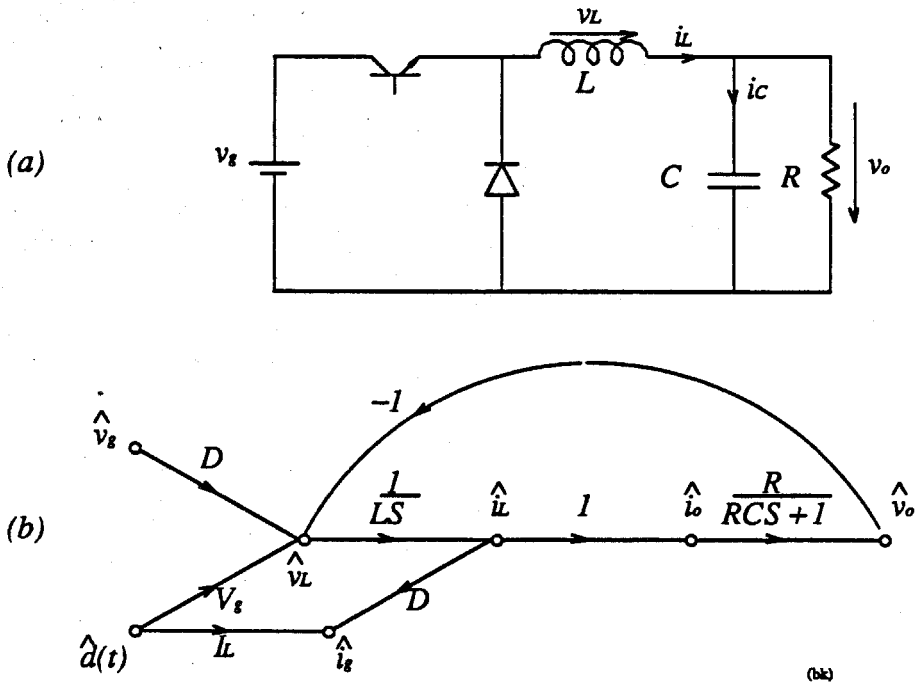 (a)
vg
vL
L
iL
ic
C
R
vo
(b)
v̂g
D
-1
1/LS
îL
1
îo
R/RCS + 1
v̂o
v̂L
Vg
D
d̂(t)
IL
îg
(bk)